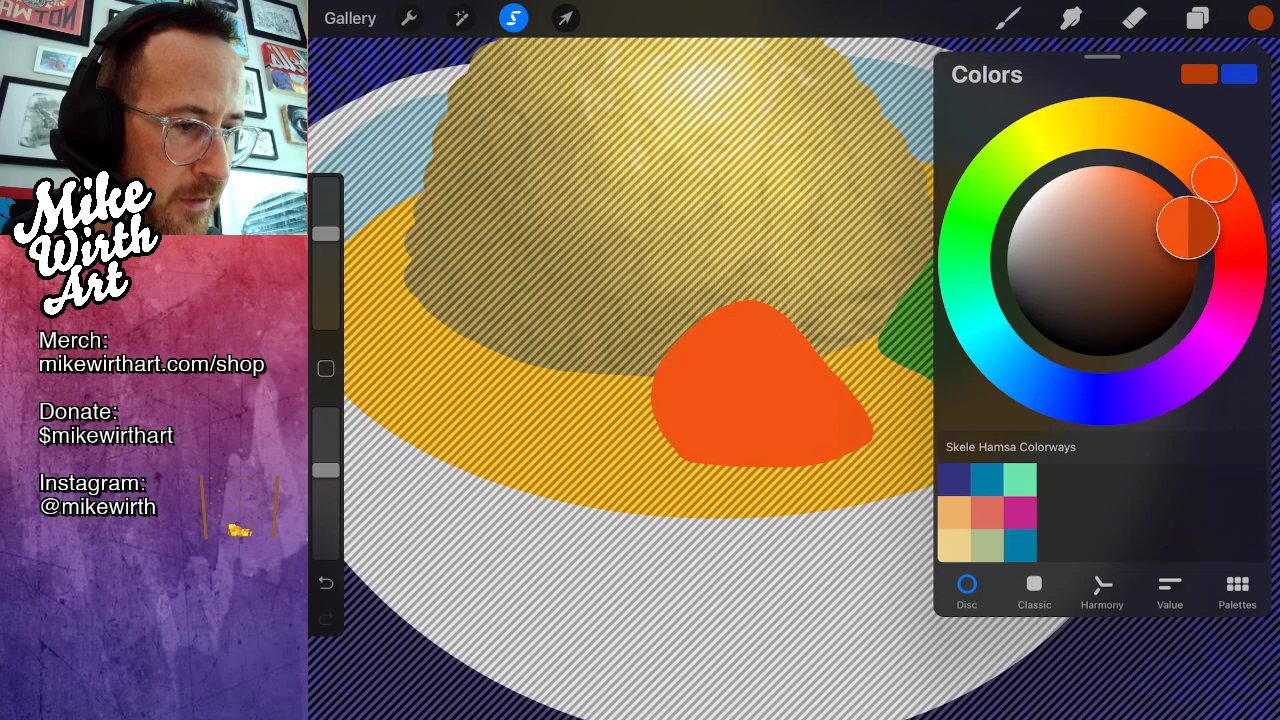 Gallery
Colors
Mike
Wirth
Art
Merch:
mikewirthart.com/shop
Donate:
$mikewirthart
Instagram:
@mikewirth
Skele Hamsa Colorways
Disc
Classic
Harmony
Value
Palettes